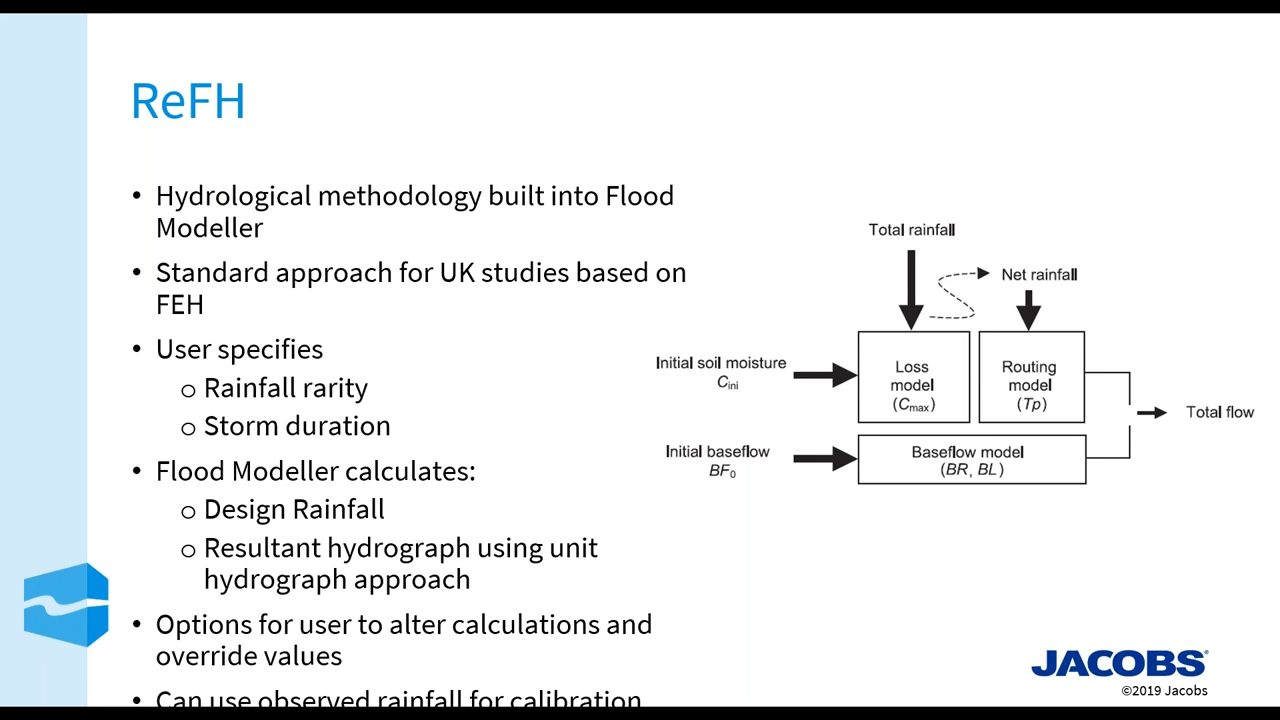 ReFH
• Hydrological methodology built into Flood
Modeller
• Standard approach for UK studies based on
FEH
• User specifies
o Rainfall rarity
o Storm duration
• Flood Modeller calculates:
o Design Rainfall
o Resultant hydrograph using unit
hydrograph approach
• Options for user to alter calculations and
override values
• Can use observed rainfall for calibration
Total rainfall
Net rainfall
Initial soil moisture
Cini
Loss
model
(Cmax)
Routing
model
(Tp)
Total flow
Initial baseflow
BF0
Baseflow model
(BR, BL)
JACOBS®
©2019 Jacobs